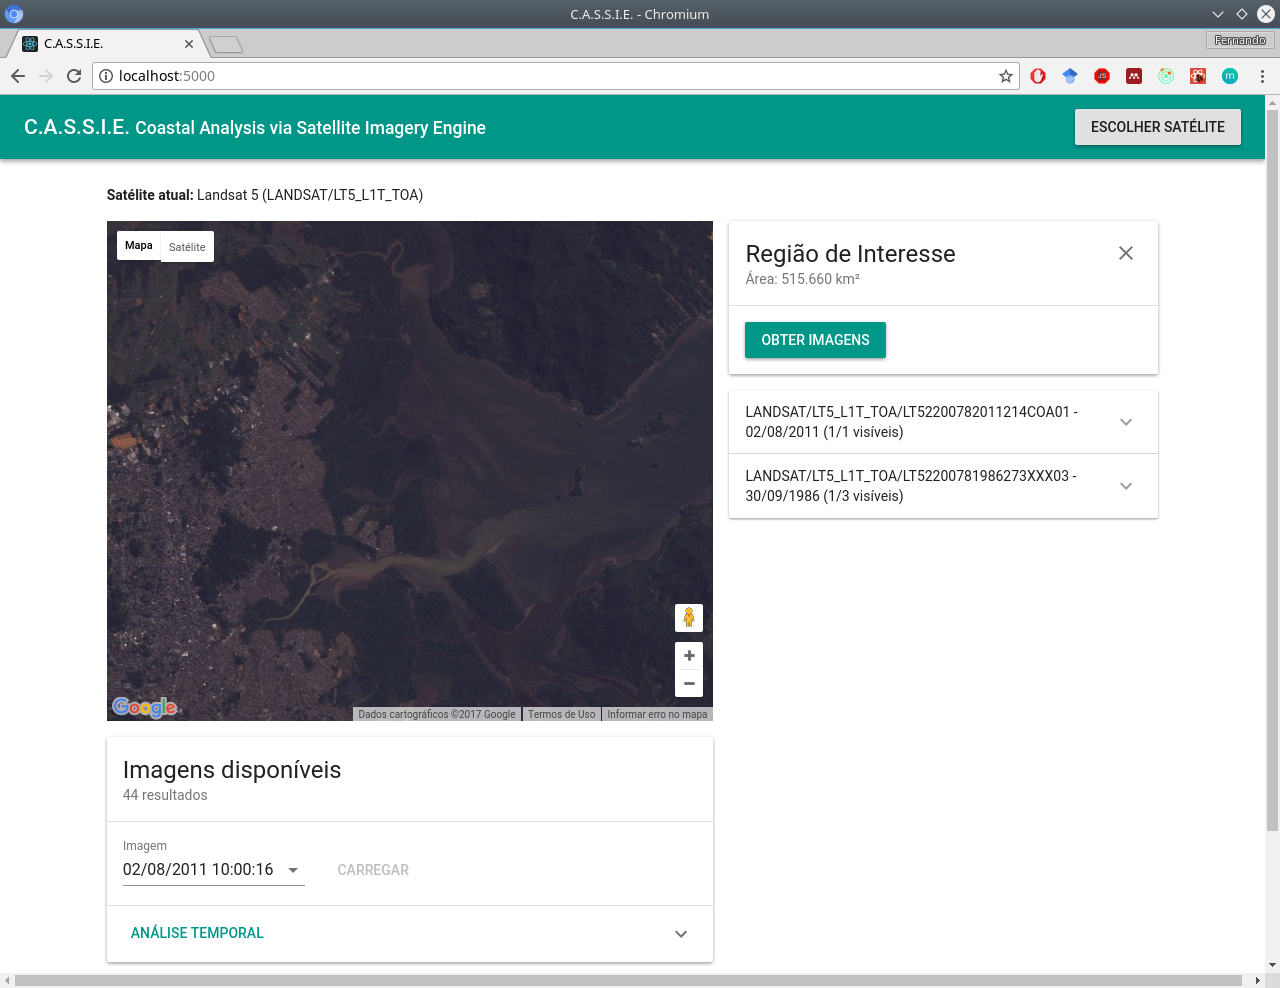 C.A.S.S.I.E. - Chromium
C.A.S.S.I.E.
Fernando
localhost:5000
C.A.S.S.I.E. Coastal Analysis via Satellite Imagery Engine
ESCOLHER SATÉLITE
Satélite atual: Landsat 5 (LANDSAT/LT5_L1T_TOA)
Mapa
Satélite
Google
Dados cartográficos ©2017 Google
Termos de Uso
Informar erro no mapa
Região de Interesse
Área: 515.660 km²
OBTER IMAGENS
LANDSAT/LT5_L1T_TOA/LT52200782011214COA01 -
02/08/2011 (1/1 visíveis)
LANDSAT/LT5_L1T_TOA/LT52200781986273XXX03 -
30/09/1986 (1/3 visíveis)
Imagens disponíveis
44 resultados
Imagem
02/08/2011 10:00:16
CARREGAR
ANÁLISE TEMPORAL